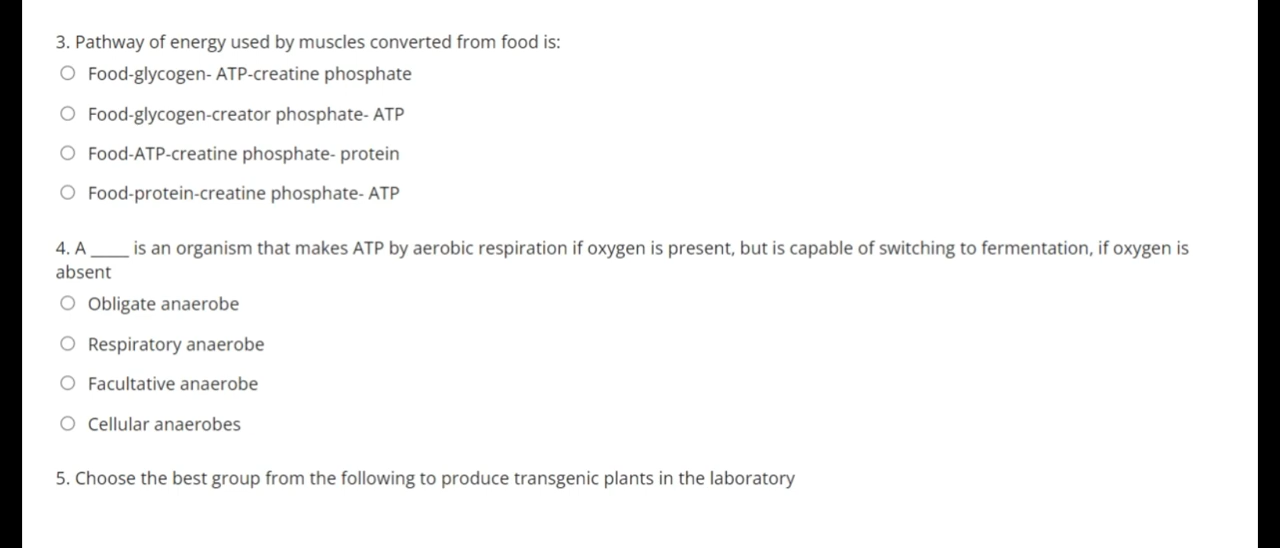 3. Pathway of energy used by muscles converted from food is:
Food-glycogen- ATP-creatine phosphate
Food-glycogen-creator phosphate- ATP
Food-ATP-creatine phosphate- protein
Food-protein-creatine phosphate- ATP
4. A ____ is an organism that makes ATP by aerobic respiration if oxygen is present, but is capable of switching to fermentation, if oxygen is
absent
Obligate anaerobe
Respiratory anaerobe
Facultative anaerobe
Cellular anaerobes
5. Choose the best group from the following to produce transgenic plants in the laboratory